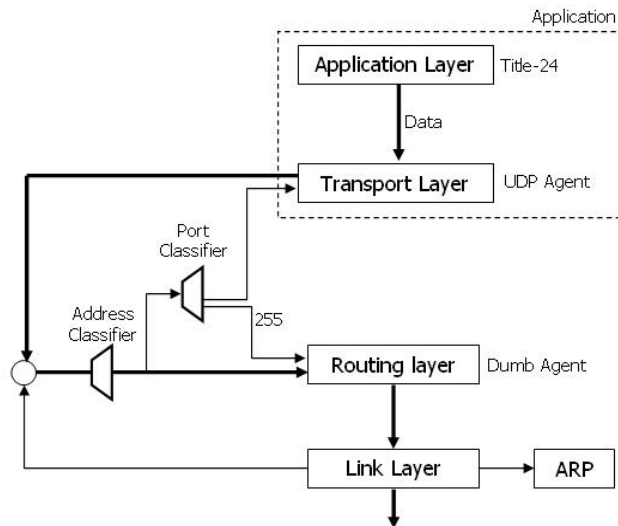 Application
Application Layer
Title-24
Data
Transport Layer
UDP Agent
Port
Classifier
Address
Classifier
255
Routing layer
Dumb Agent
Link Layer
ARP